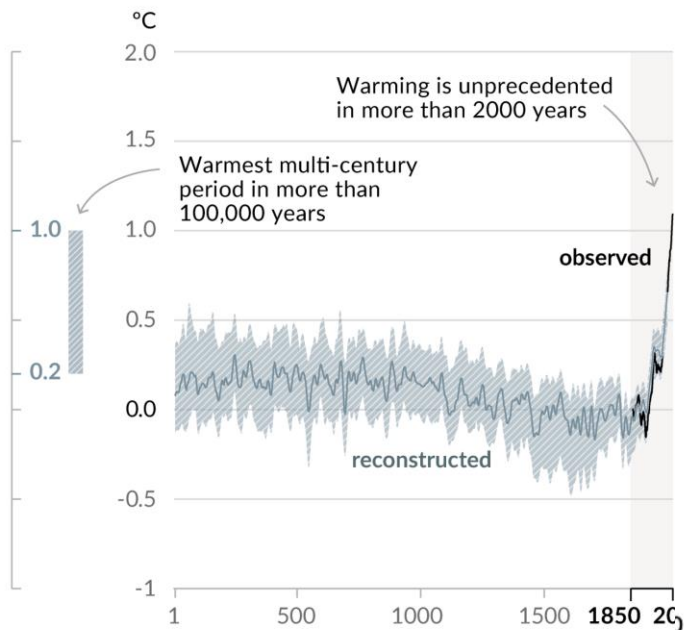 °C
2.0
Warming is unprecedented
in more than 2000 years
1.5
Warmest multi-century
period in more than
100,000 years
1.0
1.0
observed
0.5
0.2
0.0
reconstructed
-0.5
-1
1 500 1000 1500 1850